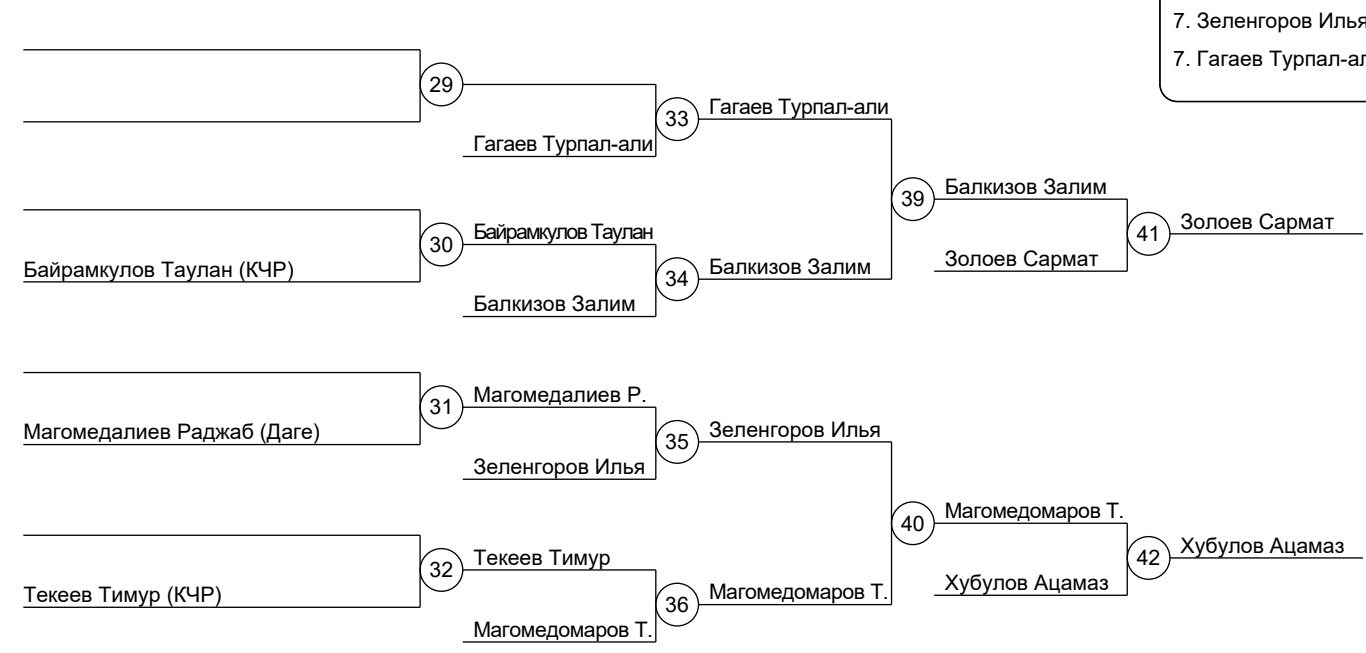 7. Зеленгоров Илья
7. Гагаев Турпал-ал
29
Гагаев Турпал-али
33
Гагаев Турпал-али
39
Балкизов Залим
Золоев Сармат
41
Золоев Сармат
Байрамкулов Таулан (КЧР)
30
Байрамкулов Таулан
Балкизов Залим
34
Балкизов Залим
Магомедалиев Раджаб (Даге)
31
Магомедалиев Р.
Зеленгоров Илья
35
Зеленгоров Илья
40
Магомедомаров Т.
Хубулов Ацамаз
42
Хубулов Ацамаз
Текеев Тимур (КЧР)
32
Текеев Тимур
Магомедомаров Т.
36
Магомедомаров Т.